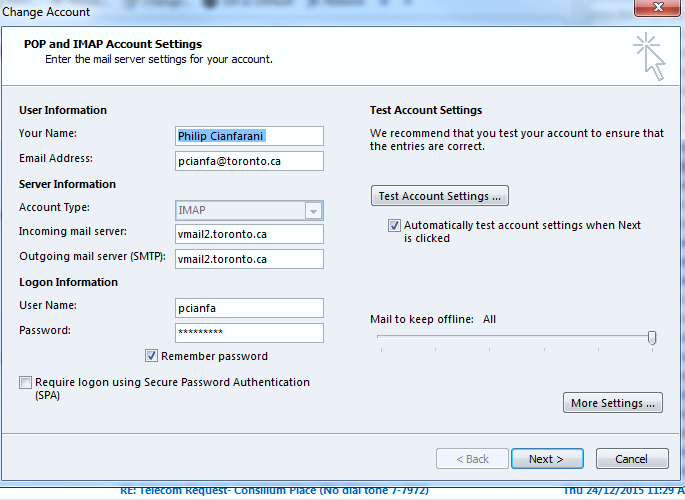 Change Account
POP and IMAP Account Settings
Enter the mail server settings for your account.
User Information
Your Name: Philip Cianfarani
Email Address: pcianfa@toronto.ca
Server Information
Account Type: IMAP
Incoming mail server: vmail2.toronto.ca
Outgoing mail server (SMTP): vmail2.toronto.ca
Logon Information
User Name: pcianfa
Password: *********
Remember password
Require logon using Secure Password Authentication
(SPA)
Test Account Settings
We recommend that you test your account to ensure that
the entries are correct.
Test Account Settings ...
Automatically test account settings when Next
is clicked
Mail to keep offline: All
More Settings ...
< Back
Next >
Cancel
RE: Telecom Request- Consilium Place (No dial tone 7-7972)
Thu 24/12/2015 11:29 A